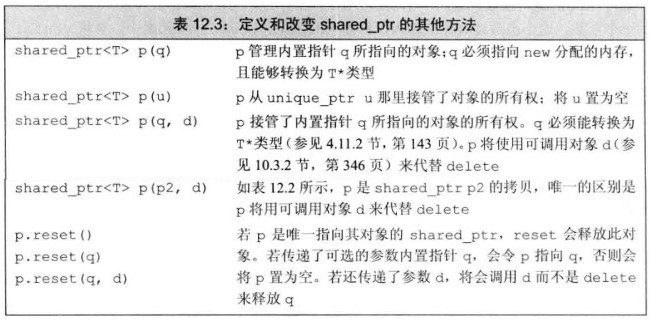 表 12.3：定义和改变 shared_ptr 的其他方法
shared_ptr<T> p(q) p 管理内置指针 q 所指向的对象；q 必须指向 new 分配的内存，
且能够转换为 T*类型
shared_ptr<T> p(u) p 从 unique_ptr u 那里接管了对象的所有权；将 u 置为空
shared_ptr<T> p(q, d) p 接管了内置指针 q 所指向的对象的所有权。q 必须能转换为
T*类型（参见 4.11.2 节，第 143 页）。p 将使用可调用对象 d（参
见 10.3.2 节，第 346 页）来代替 delete
shared_ptr<T> p(p2, d) 如表 12.2 所示，p 是 shared_ptr p2 的拷贝，唯一的区别是
p 将用可调用对象 d 来代替 delete
p.reset() 若 p 是唯一指向其对象的 shared_ptr，reset 会释放此对
p.reset(q) 象。若传递了可选的参数内置指针 q，会令 p 指向 q，否则会
p.reset(q, d) 将 p 置为空。若还传递了参数 d，将会调用 d 而不是 delete
来释放 q